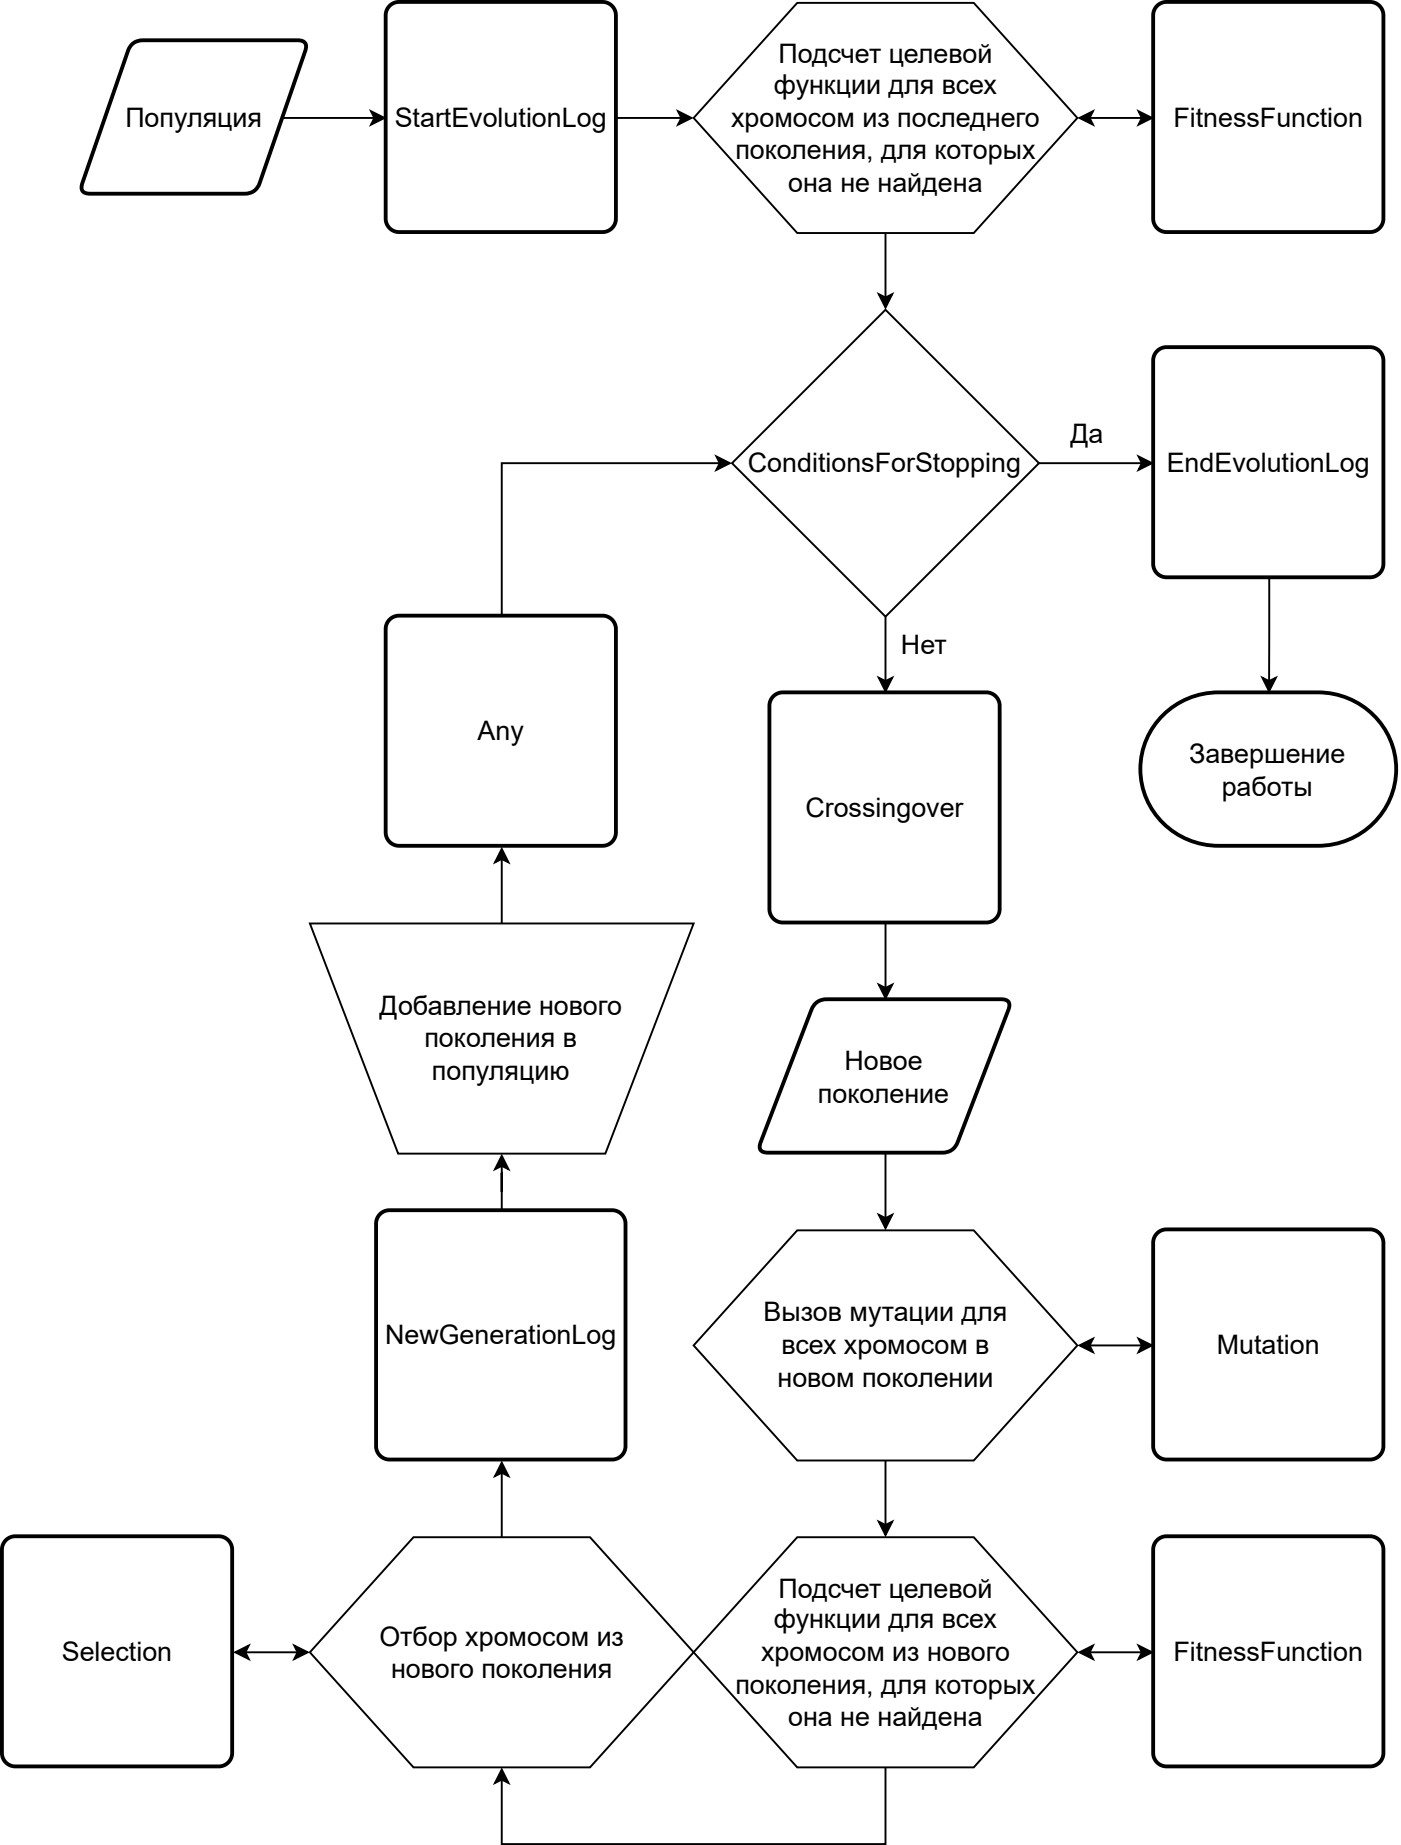 Популяция
StartEvolutionLog
Подсчет целевой
функции для всех
хромосом из последнего
поколения, для которых
она не найдена
FitnessFunction
ConditionsForStopping
Да
EndEvolutionLog
Нет
Завершение
работы
Any
Crossingover
Добавление нового
поколения в
популяцию
Новое
поколение
NewGenerationLog
Вызов мутации для
всех хромосом в
новом поколении
Mutation
Selection
Отбор хромосом из
нового поколения
Подсчет целевой
функции для всех
хромосом из нового
поколения, для которых
она не найдена
FitnessFunction